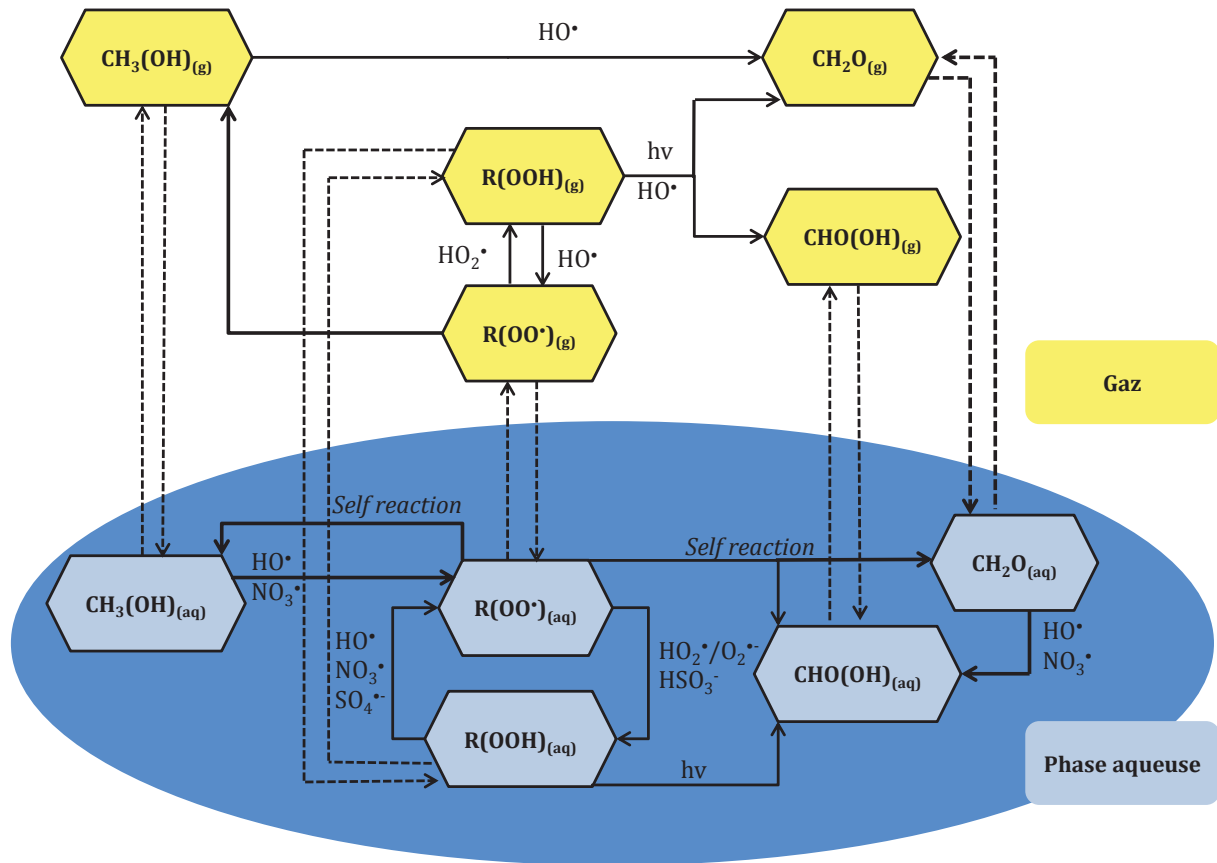 HO•
CH₃(OH)(g)
CH₂O(g)
hv
R(OOH)(g)
HO•
CHO(OH)(g)
HO₂•
HO•
R(OO•)(g)
Gaz
Self reaction
Self reaction
HO•
NO₃•
CH₃(OH)(aq)
R(OO•)(aq)
CH₂O(aq)
HO•
NO₃•
SO₄•-
HO₂•/O₂•-
HSO₃-
HO•
NO₃•
CHO(OH)(aq)
R(OOH)(aq)
hv
Phase aqueuse